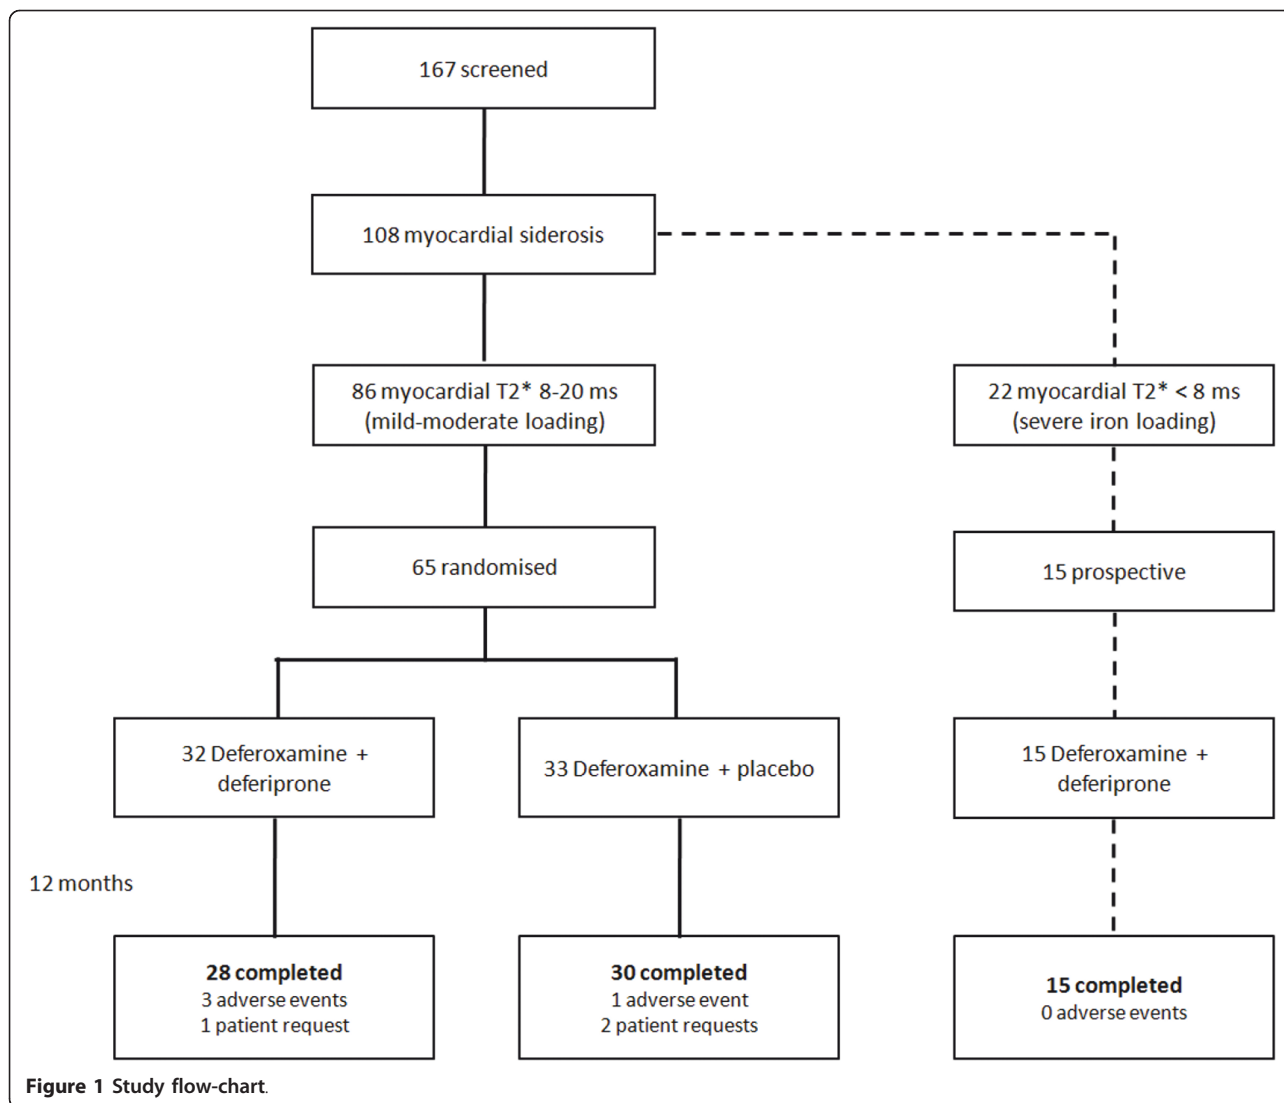 167 screened
108 myocardial siderosis
86 myocardial T2* 8-20 ms
(mild-moderate loading)
22 myocardial T2* < 8 ms
(severe iron loading)
65 randomised
15 prospective
32 Deferoxamine +
deferiprone
33 Deferoxamine + placebo
15 Deferoxamine +
deferiprone
12 months
28 completed
3 adverse events
1 patient request
30 completed
1 adverse event
2 patient requests
15 completed
0 adverse events
Figure 1 Study flow-chart.